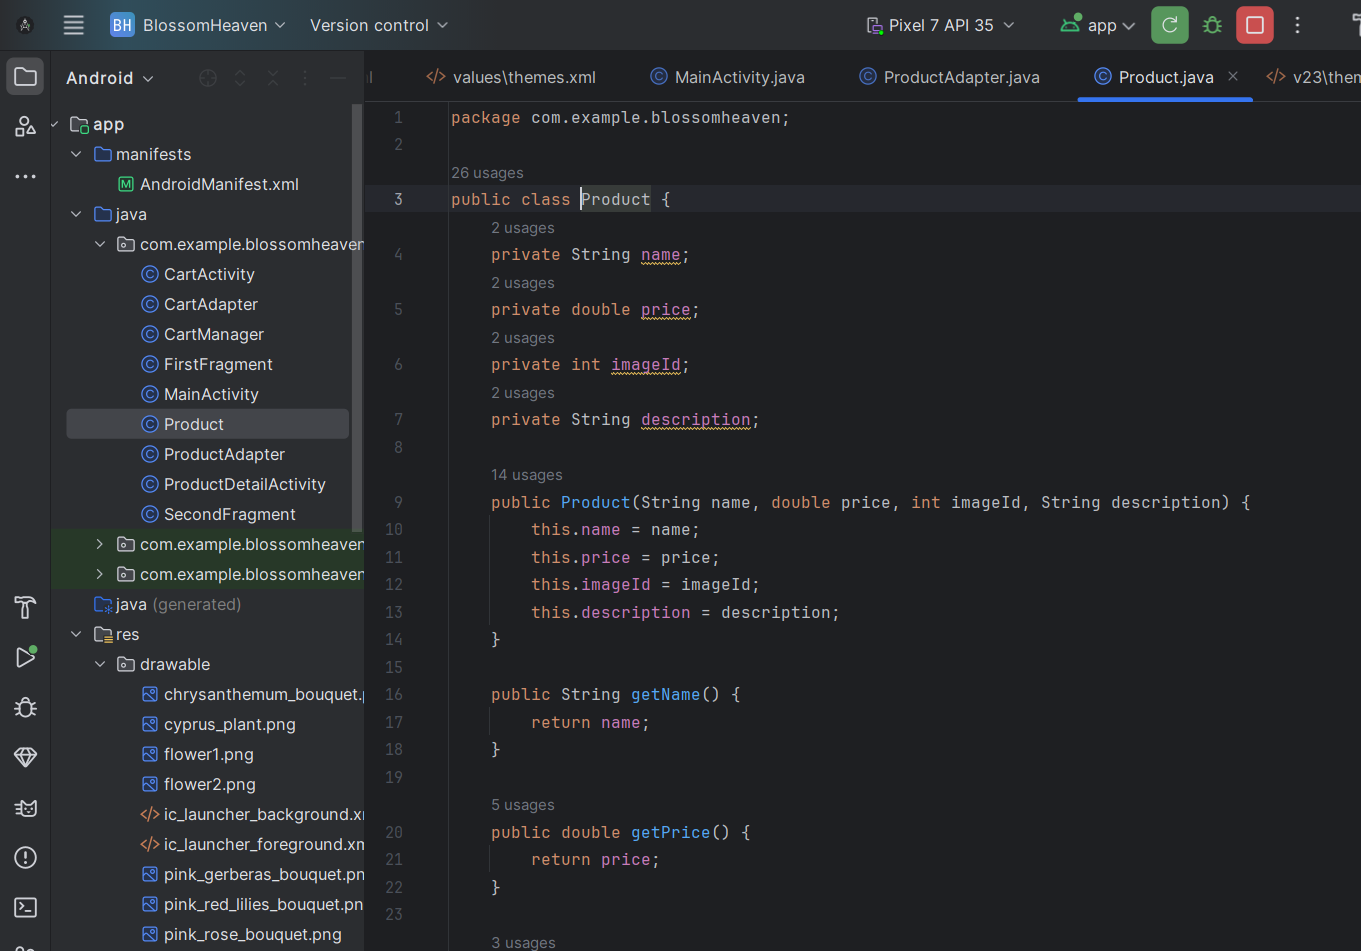 BH BlossomHeaven Version control Pixel 7 API 35 app
Android
values\themes.xml MainActivity.java ProductAdapter.java Product.java v23\them
app
manifests
AndroidManifest.xml
java
com.example.blossomheaven
CartActivity
CartAdapter
CartManager
FirstFragment
MainActivity
Product
ProductAdapter
ProductDetailActivity
SecondFragment
com.example.blossomheaven
com.example.blossomheaven
java (generated)
res
drawable
chrysanthemum_bouquet.p
cyprus_plant.png
flower1.png
flower2.png
ic_launcher_background.xm
ic_launcher_foreground.xm
pink_gerberas_bouquet.pn
pink_red_lilies_bouquet.pn
pink_rose_bouquet.png
1 package com.example.blossomheaven;
2
26 usages
3 public class Product {
2 usages
4 private String name;
2 usages
5 private double price;
2 usages
6 private int imageId;
2 usages
7 private String description;
8
14 usages
9 public Product(String name, double price, int imageId, String description) {
10 this.name = name;
11 this.price = price;
12 this.imageId = imageId;
13 this.description = description;
14 }
15
16 public String getName() {
17 return name;
18 }
19
5 usages
20 public double getPrice() {
21 return price;
22 }
23
3 usages